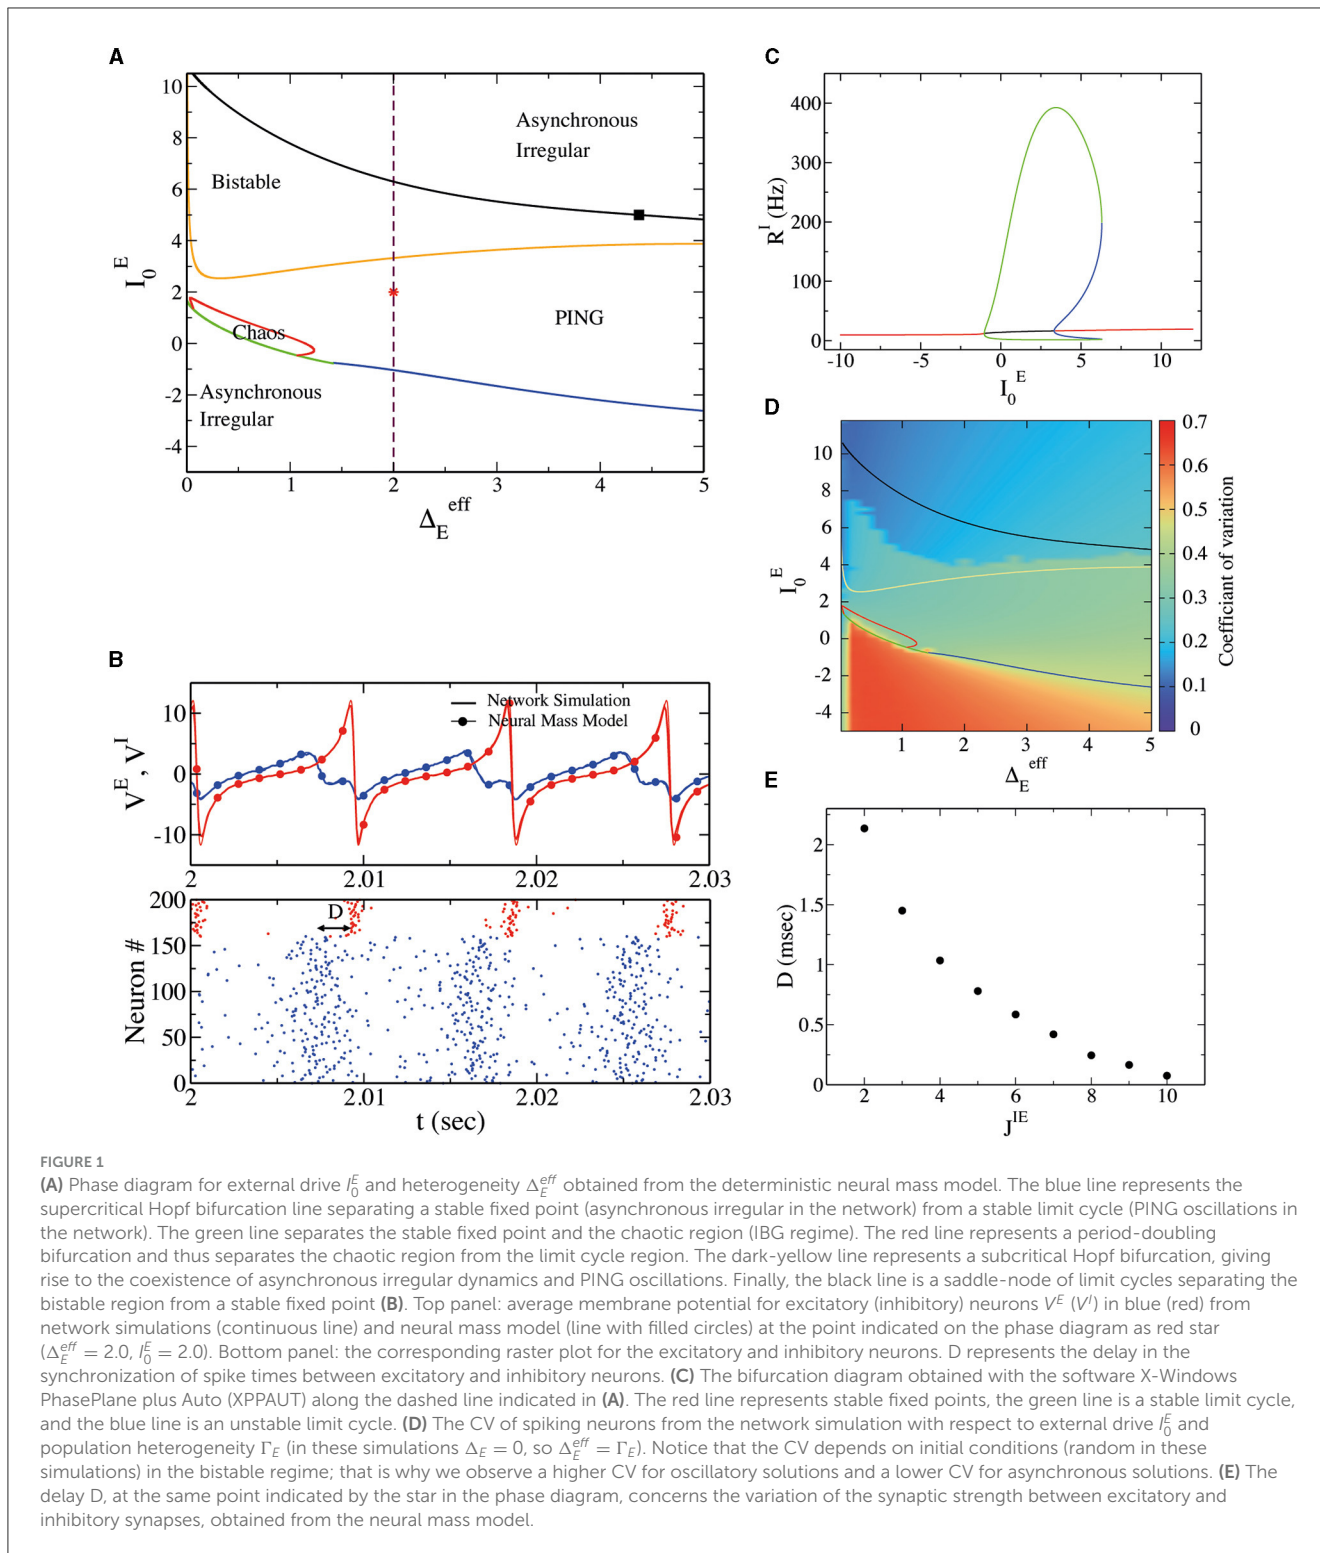 A
10
8
6
4
2
0
-2
-4
I_0^E
Asynchronous
Irregular
Bistable
PING
Chaos
Asynchronous
Irregular
0
1
2
3
4
5
Δ_E^eff
C
400
300
200
100
0
R^I (Hz)
-10
-5
0
5
10
I_0^E
D
10
8
6
4
2
0
-2
-4
I_0^E
1
2
3
4
5
Δ_E^eff
0.7
0.6
0.5
0.4
0.3
0.2
0.1
0
Coefficiant of variation
B
10
0
-10
V^E, V^I
Network Simulation
Neural Mass Model
2
2.01
2.02
2.03
200
150
100
50
0
Neuron #
D
2
2.01
2.02
2.03
t (sec)
E
2
1.5
1
0.5
0
D (msec)
2
4
6
8
10
J^IE
FIGURE 1
(A) Phase diagram for external drive I_0^E and heterogeneity Δ_E^eff obtained from the deterministic neural mass model. The blue line represents the
supercritical Hopf bifurcation line separating a stable fixed point (asynchronous irregular in the network) from a stable limit cycle (PING oscillations in
the network). The green line separates the stable fixed point and the chaotic region (IBG regime). The red line represents a period-doubling
bifurcation and thus separates the chaotic region from the limit cycle region. The dark-yellow line represents a subcritical Hopf bifurcation, giving
rise to the coexistence of asynchronous irregular dynamics and PING oscillations. Finally, the black line is a saddle-node of limit cycles separating the
bistable region from a stable fixed point (B). Top panel: average membrane potential for excitatory (inhibitory) neurons V^E (V^I) in blue (red) from
network simulations (continuous line) and neural mass model (line with filled circles) at the point indicated on the phase diagram as red star
(Δ_E^eff = 2.0, I_0^E = 2.0). Bottom panel: the corresponding raster plot for the excitatory and inhibitory neurons. D represents the delay in the
synchronization of spike times between excitatory and inhibitory neurons. (C) The bifurcation diagram obtained with the software X-Windows
PhasePlane plus Auto (XPPAUT) along the dashed line indicated in (A). The red line represents stable fixed points, the green line is a stable limit cycle,
and the blue line is an unstable limit cycle. (D) The CV of spiking neurons from the network simulation with respect to external drive I_0^E and
population heterogeneity Γ_E (in these simulations Δ_E = 0, so Δ_E^eff = Γ_E). Notice that the CV depends on initial conditions (random in these
simulations) in the bistable regime; that is why we observe a higher CV for oscillatory solutions and a lower CV for asynchronous solutions. (E) The
delay D, at the same point indicated by the star in the phase diagram, concerns the variation of the synaptic strength between excitatory and
inhibitory synapses, obtained from the neural mass model.